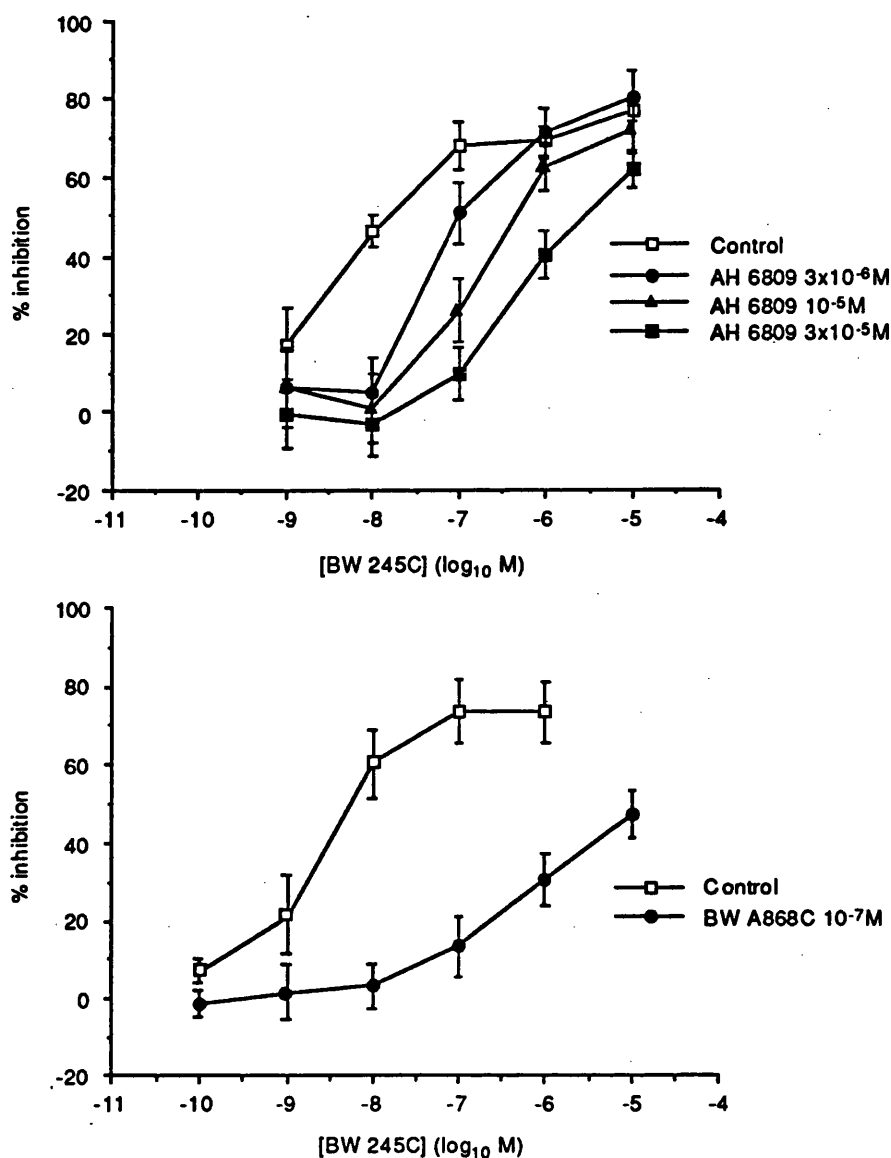 100
80
60
40
20
0
-20
% inhibition
-11 -10 -9 -8 -7 -6 -5 -4
[BW 245C] (log₁₀ M)
Control
AH 6809 3x10⁻⁶M
AH 6809 10⁻⁵M
AH 6809 3x10⁻⁵M
100
80
60
40
20
0
-20
% inhibition
-11 -10 -9 -8 -7 -6 -5 -4
[BW 245C] (log₁₀ M)
Control
BW A868C 10⁻⁷M